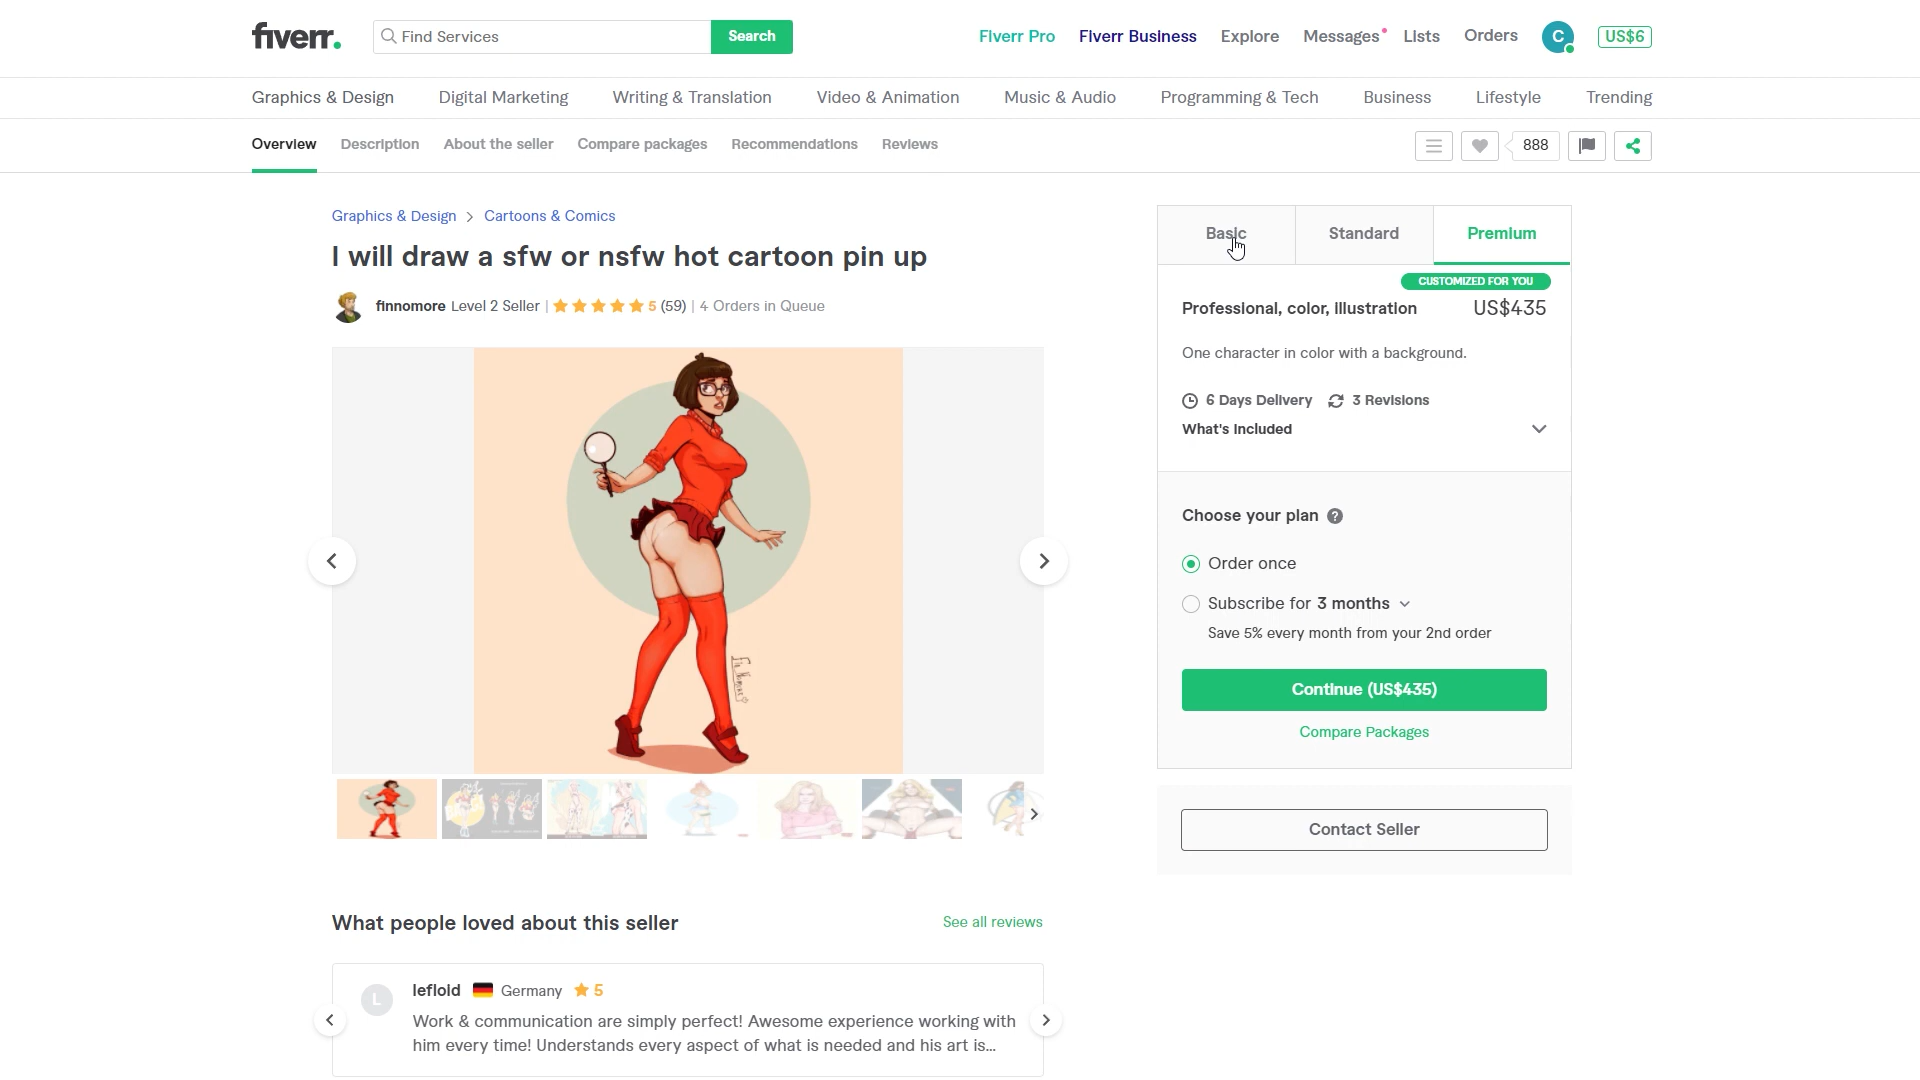 fiverr.
Find Services
Search
Fiverr Pro
Fiverr Business
Explore
Messages
Lists
Orders
C
US$6
Graphics & Design
Digital Marketing
Writing & Translation
Video & Animation
Music & Audio
Programming & Tech
Business
Lifestyle
Trending
Overview
Description
About the seller
Compare packages
Recommendations
Reviews
888
Graphics & Design > Cartoons & Comics
I will draw a sfw or nsfw hot cartoon pin up
finnomore Level 2 Seller | 5 (59) | 4 Orders in Queue
Basic
Standard
Premium
CUSTOMIZED FOR YOU
Professional, color, illustration
US$435
One character in color with a background.
6 Days Delivery
3 Revisions
What's Included
Choose your plan ?
Order once
Subscribe for 3 months
Save 5% every month from your 2nd order
Continue (US$435)
Compare Packages
Contact Seller
What people loved about this seller
See all reviews
L
lefloid
Germany
5
Work & communication are simply perfect! Awesome experience working with
him every time! Understands every aspect of what is needed and his art is...